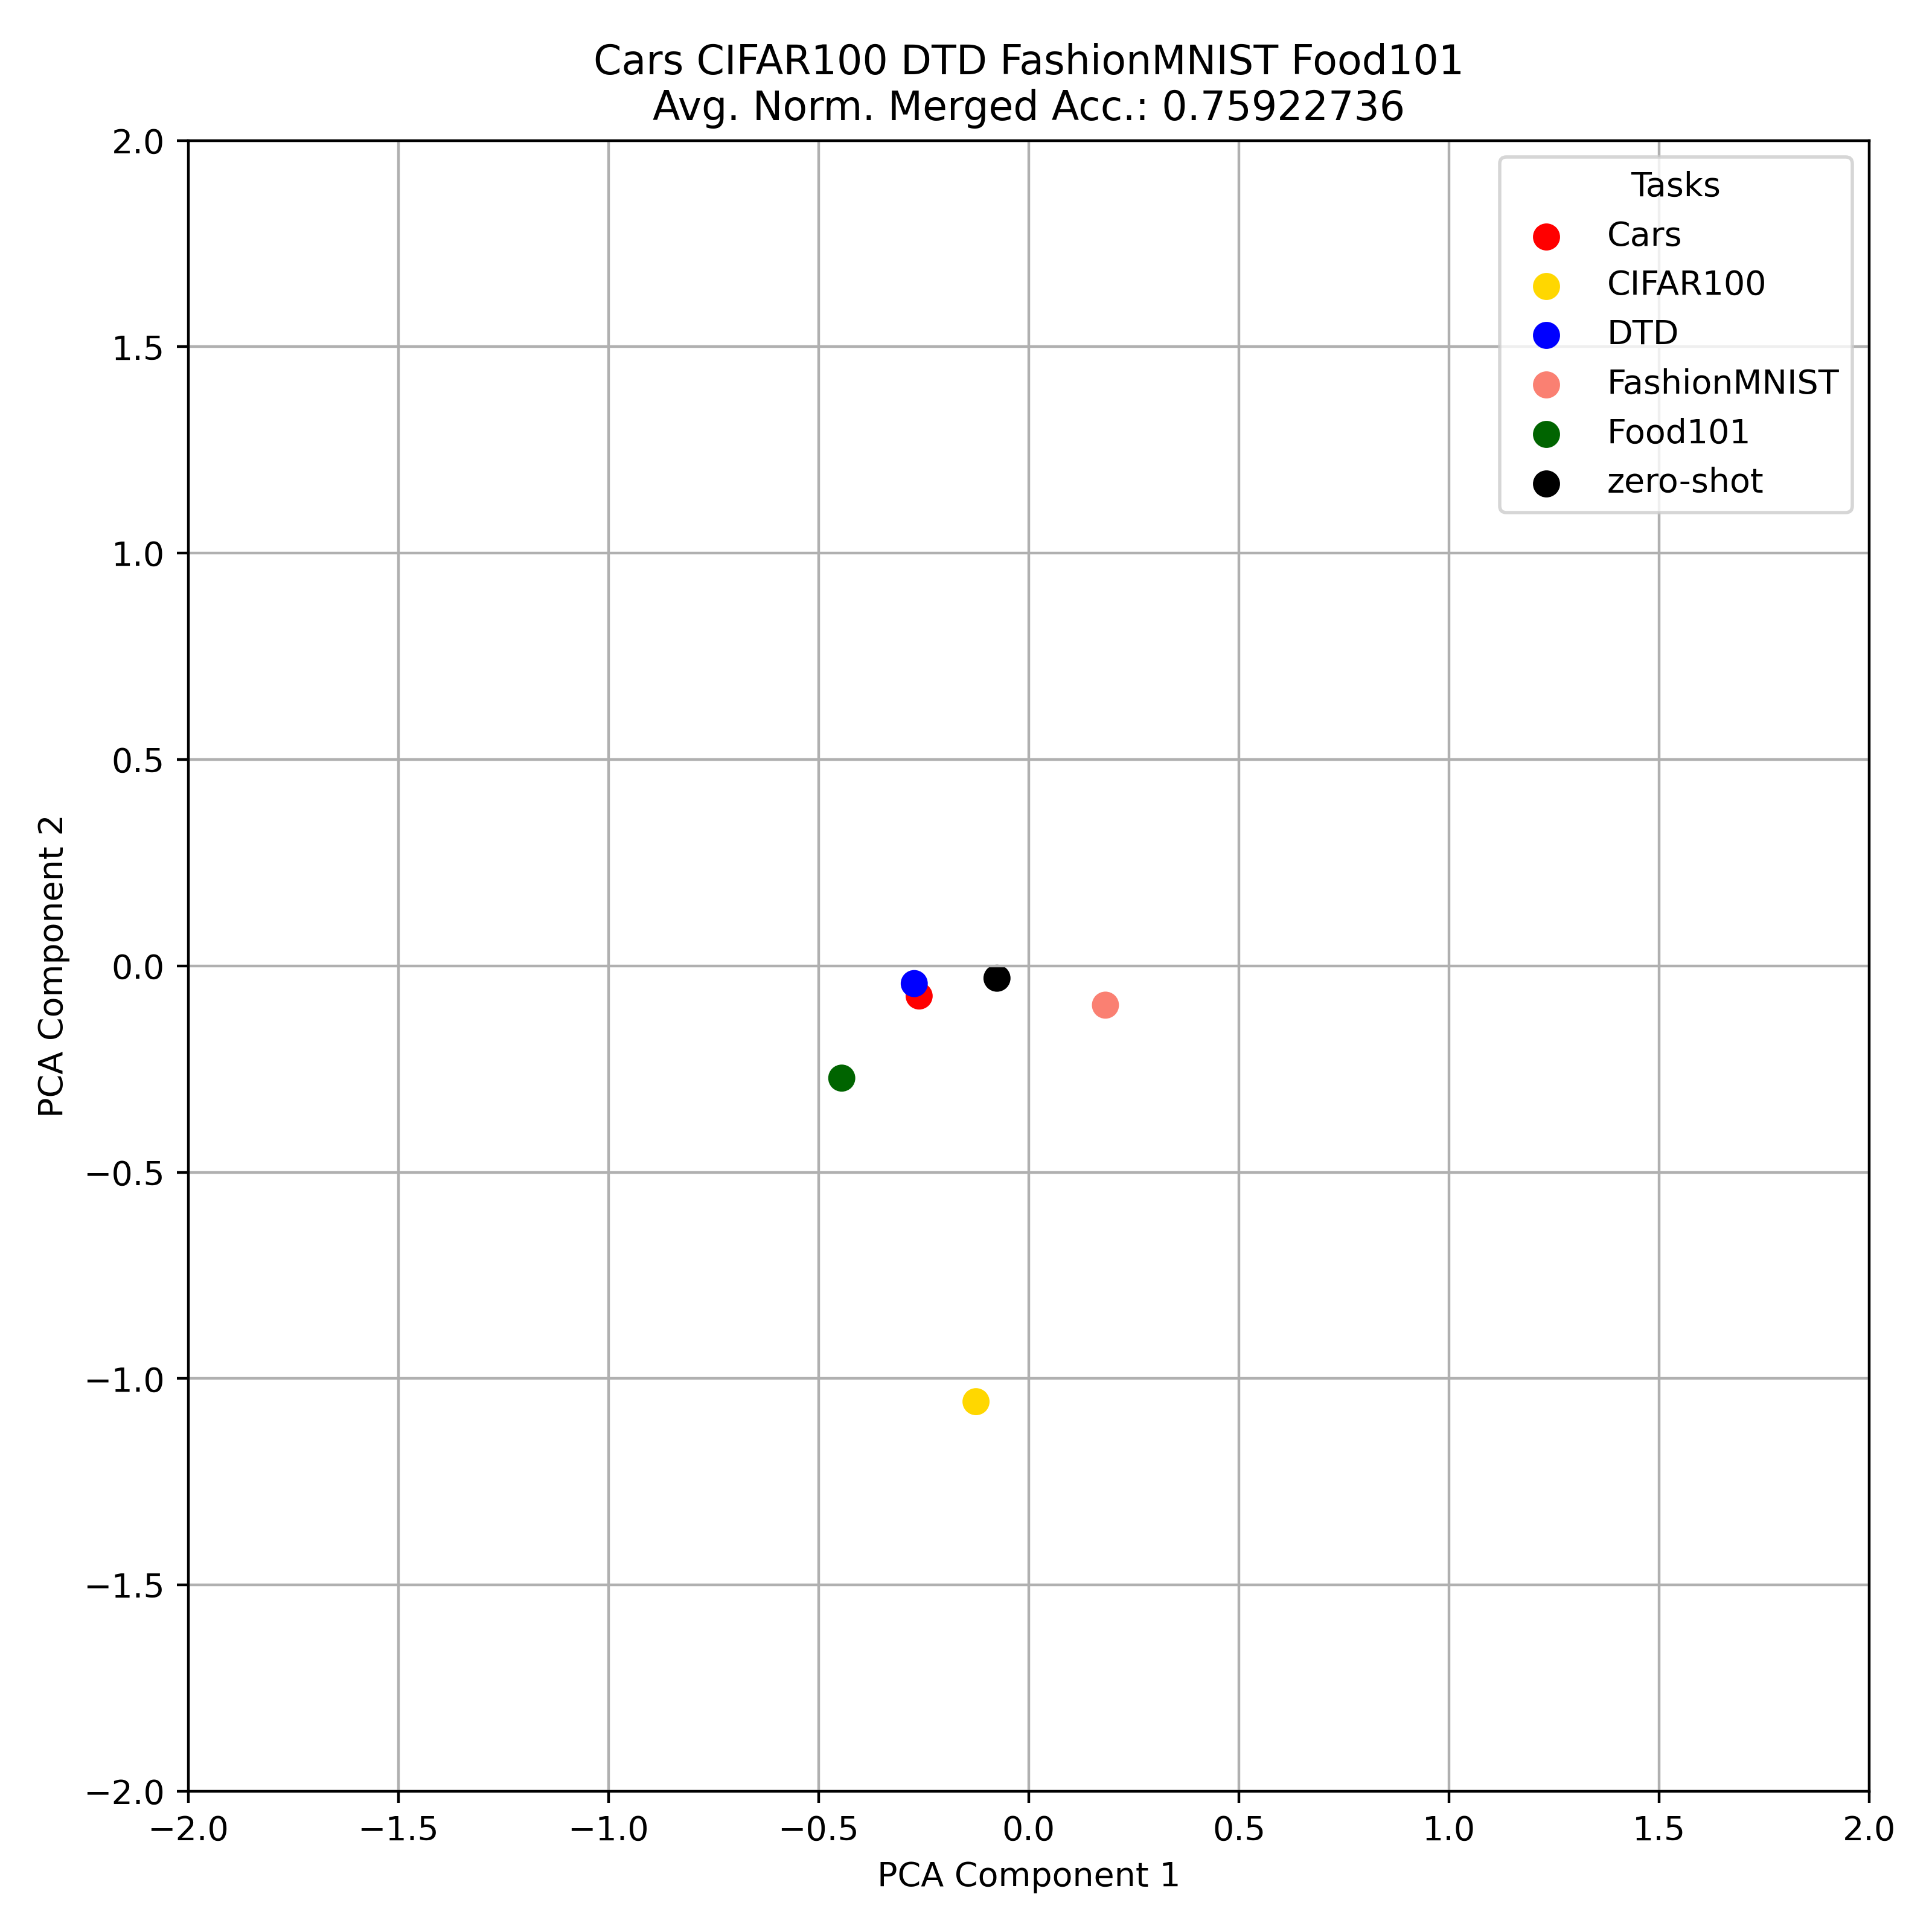 Cars CIFAR100 DTD FashionMNIST Food101
Avg. Norm. Merged Acc.: 0.75922736
Tasks
Cars
CIFAR100
DTD
FashionMNIST
Food101
zero-shot
2.0
1.5
1.0
0.5
0.0
−0.5
−1.0
−1.5
−2.0
PCA Component 2
−2.0 −1.5 −1.0 −0.5 0.0 0.5 1.0 1.5 2.0
PCA Component 1